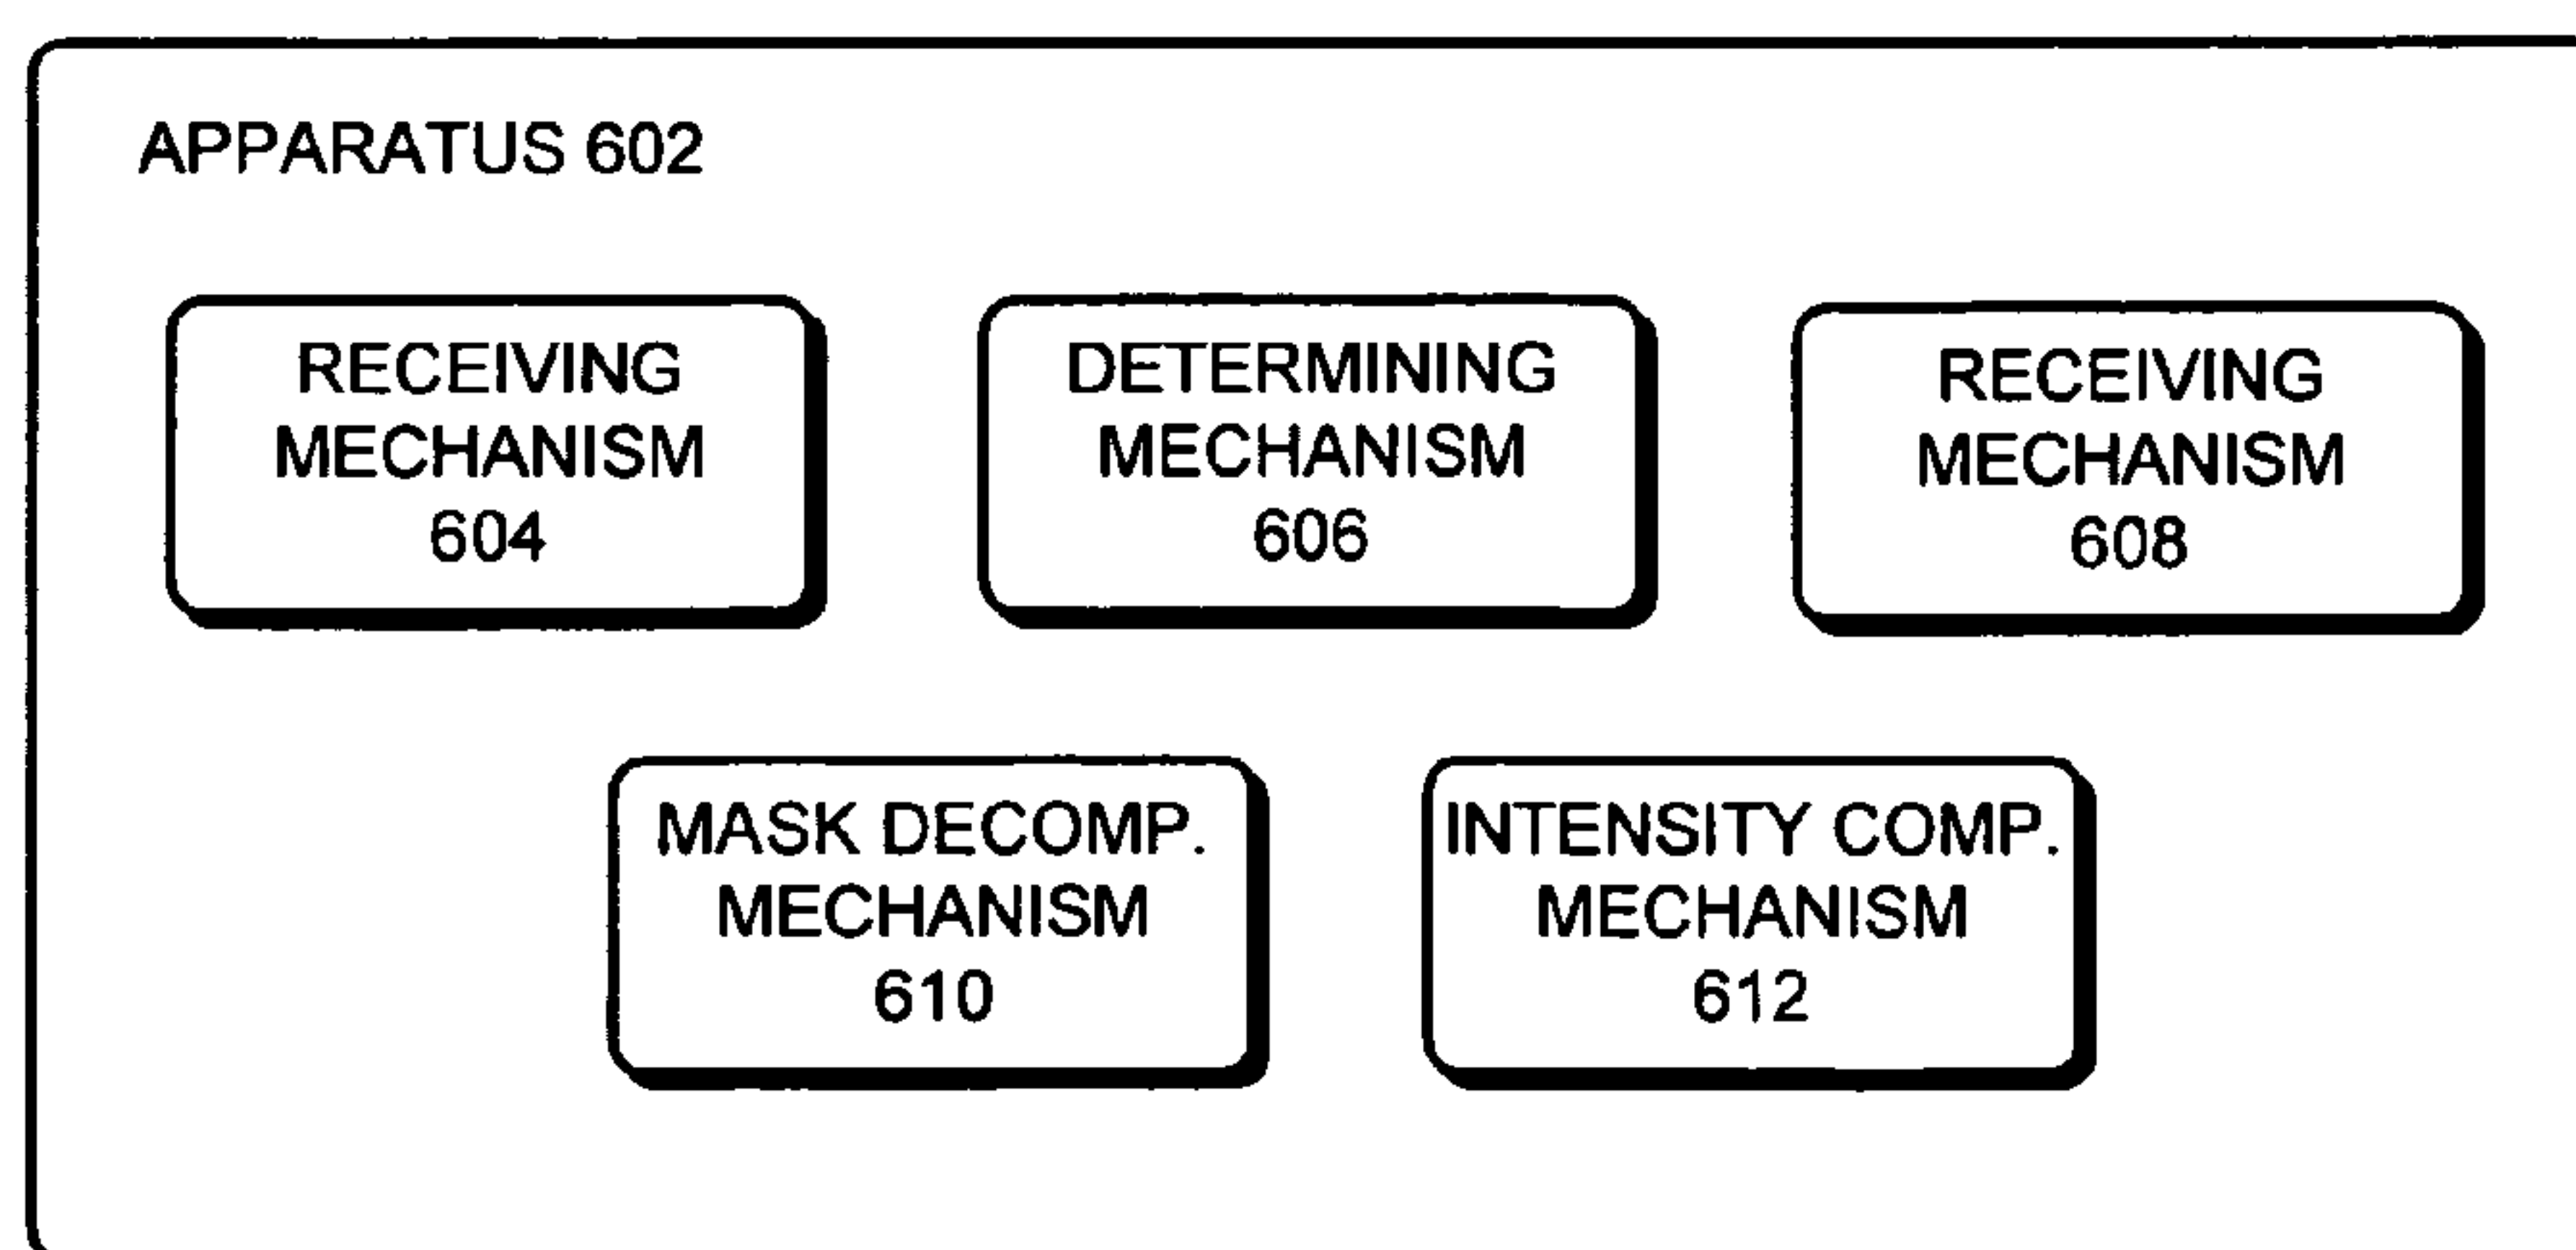 APPARATUS 602
RECEIVING
MECHANISM
604
DETERMINING
MECHANISM
606
RECEIVING
MECHANISM
608
MASK DECOMP.
MECHANISM
610
INTENSITY COMP.
MECHANISM
612